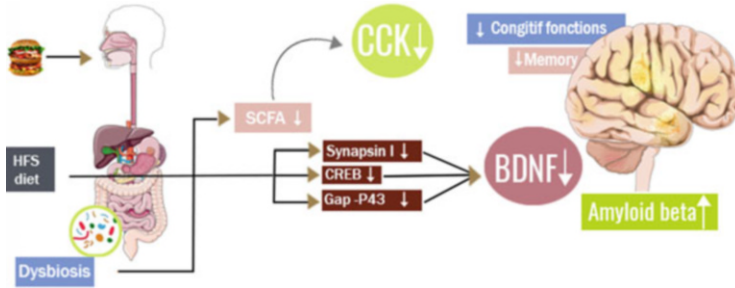 CCK↓
↓ Congitif fonctions
↓Memory
SCFA ↓
HFS
diet
Synapsin I ↓
CREB ↓
Gap -P43 ↓
BDNF↓
Amyloid beta↑
Dysbiosis